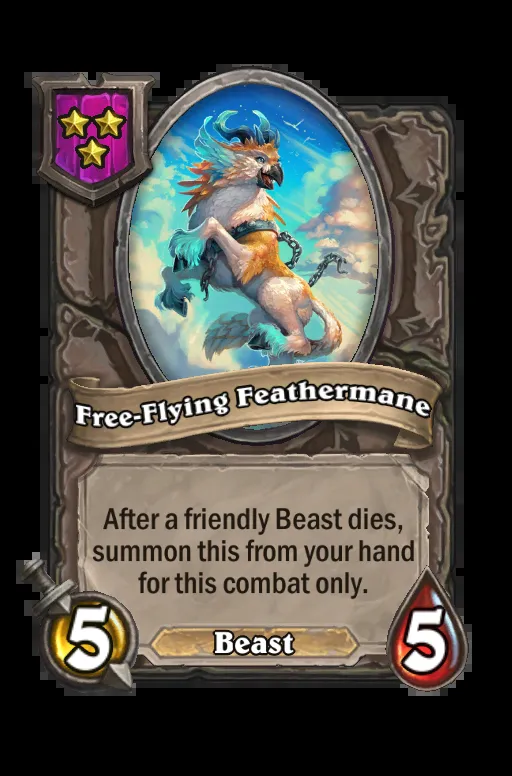 Free-Flying Feathermane
After a friendly Beast dies,
summon this from your hand
for this combat only.
5
Beast
5